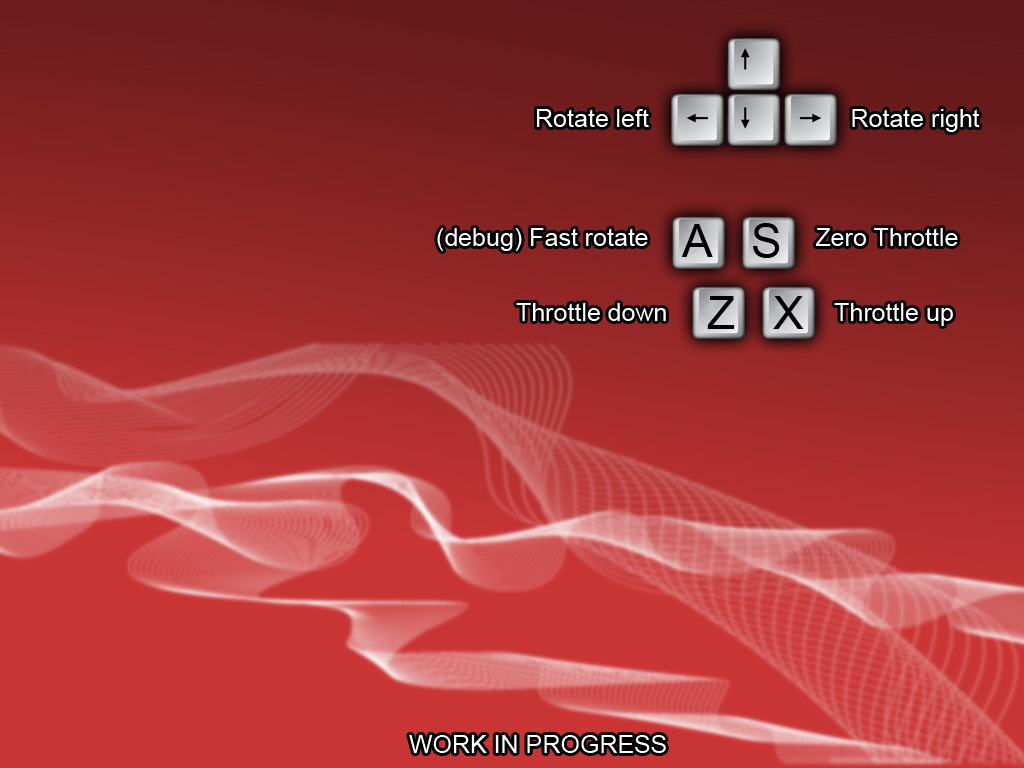 ↑
Rotate left ← ↓ → Rotate right
(debug) Fast rotate A S Zero Throttle
Throttle down Z X Throttle up
WORK IN PROGRESS